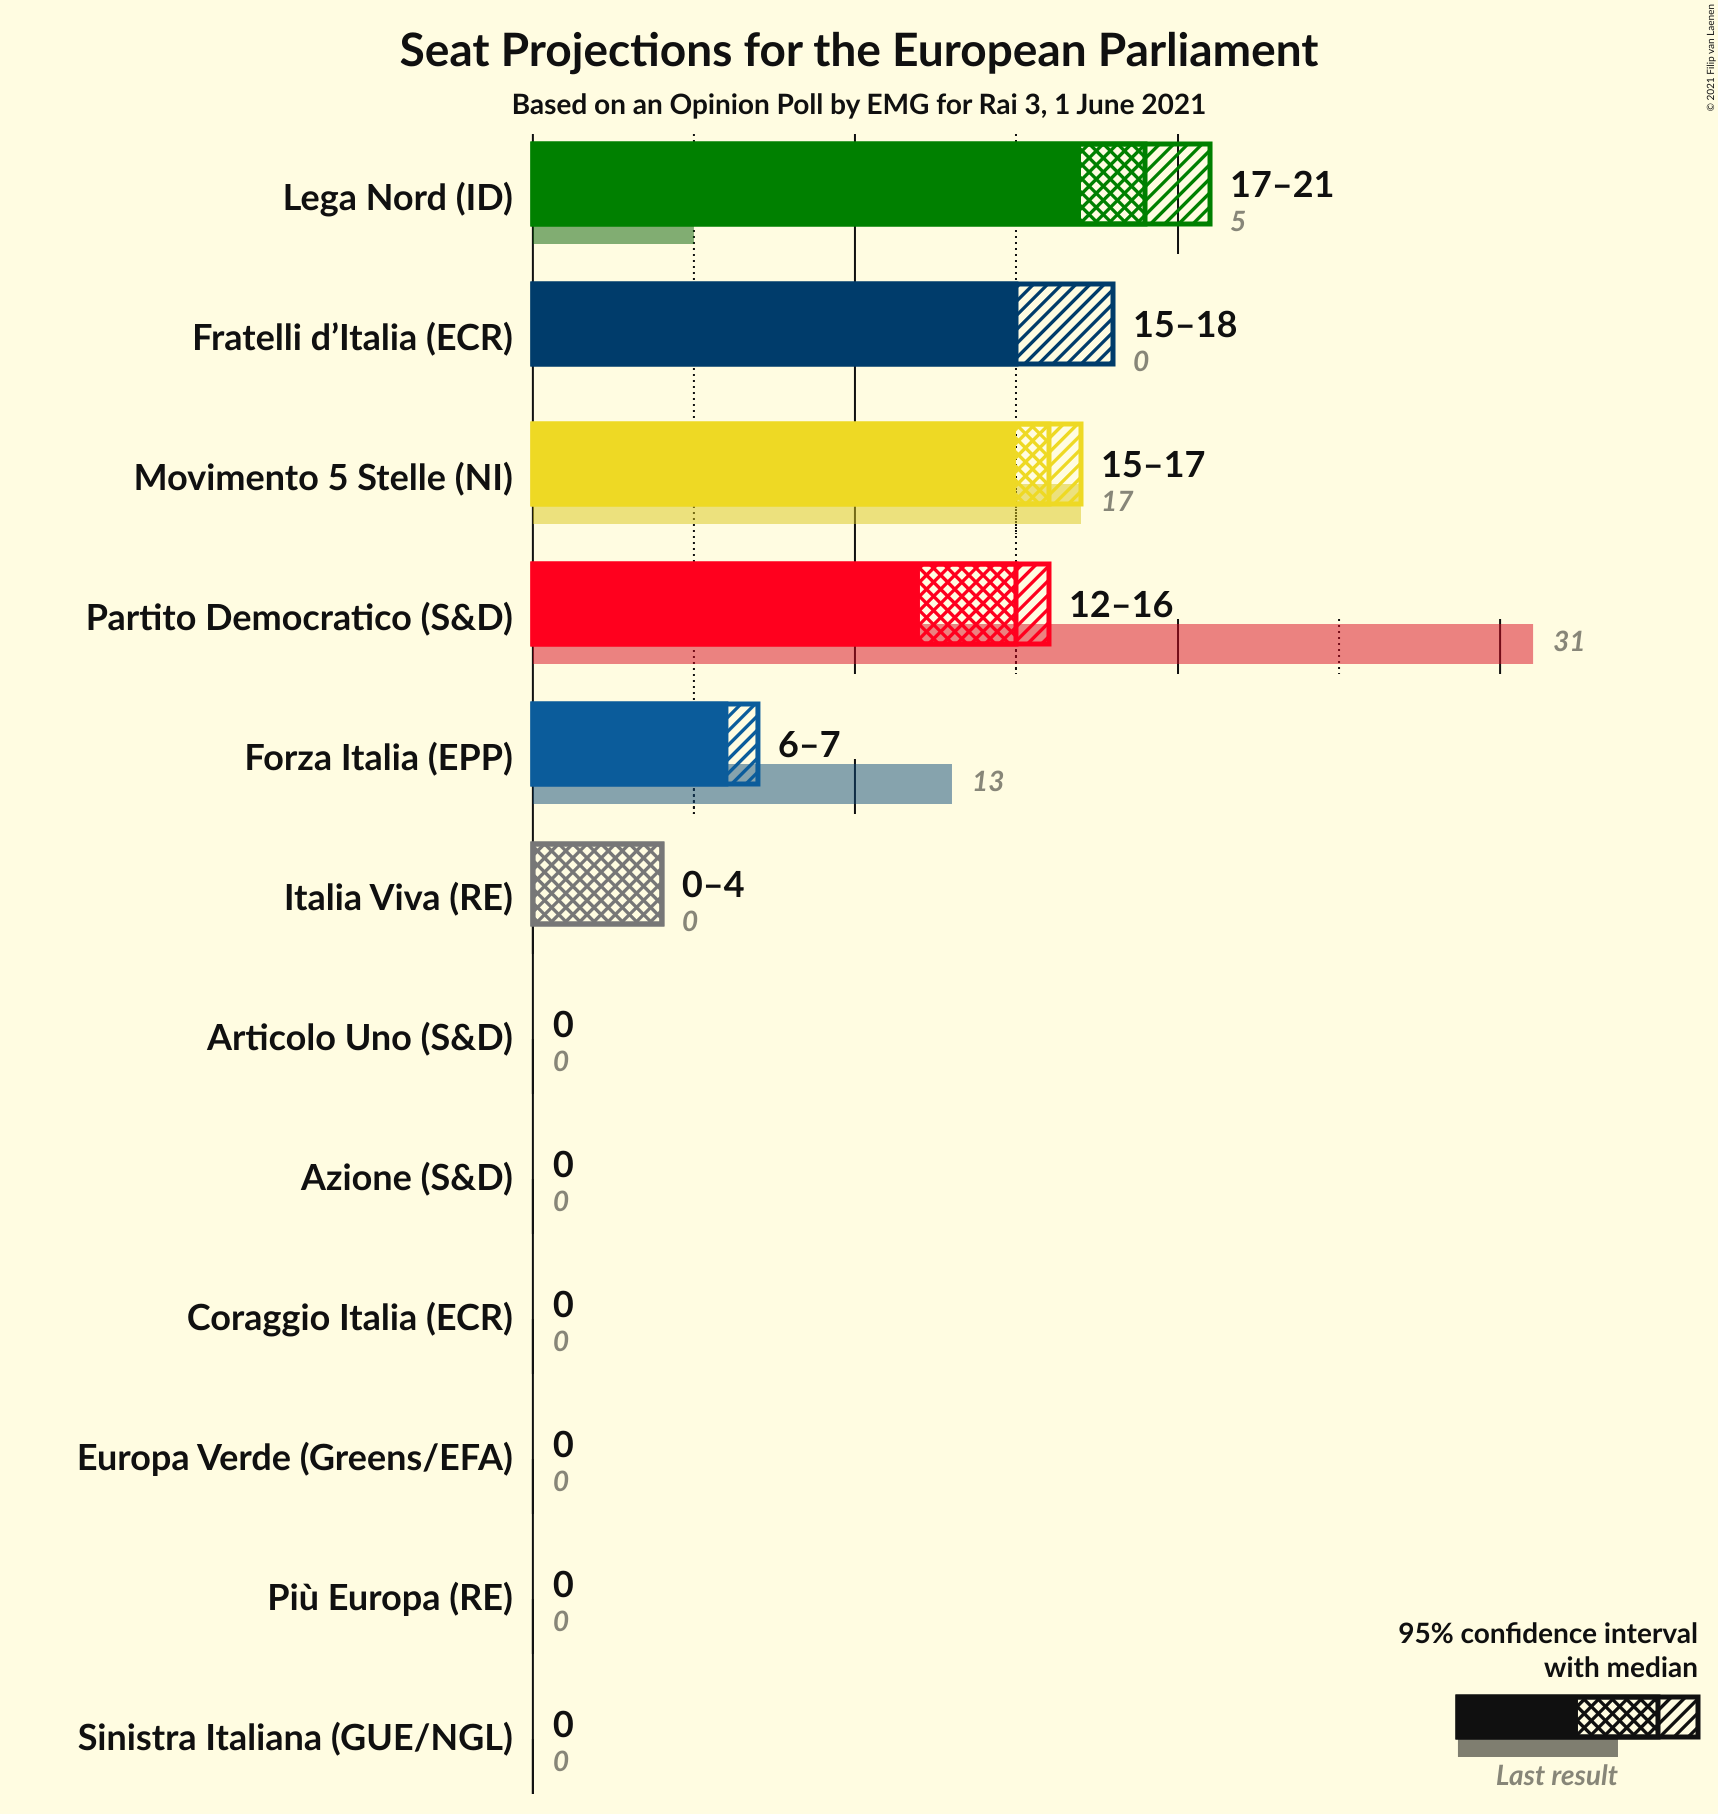 Seat Projections for the European Parliament
Based on an Opinion Poll by EMG for Rai 3, 1 June 2021
© 2021 Filip van Laenen
Lega Nord (ID)
17–21
5
Fratelli d’Italia (ECR)
15–18
0
Movimento 5 Stelle (NI)
15–17
17
Partito Democratico (S&D)
12–16
31
Forza Italia (EPP)
6–7
13
Italia Viva (RE)
0–4
0
Articolo Uno (S&D)
0
0
Azione (S&D)
0
0
Coraggio Italia (ECR)
0
0
Europa Verde (Greens/EFA)
0
0
Più Europa (RE)
0
0
Sinistra Italiana (GUE/NGL)
0
0
95% confidence interval
with median
Last result